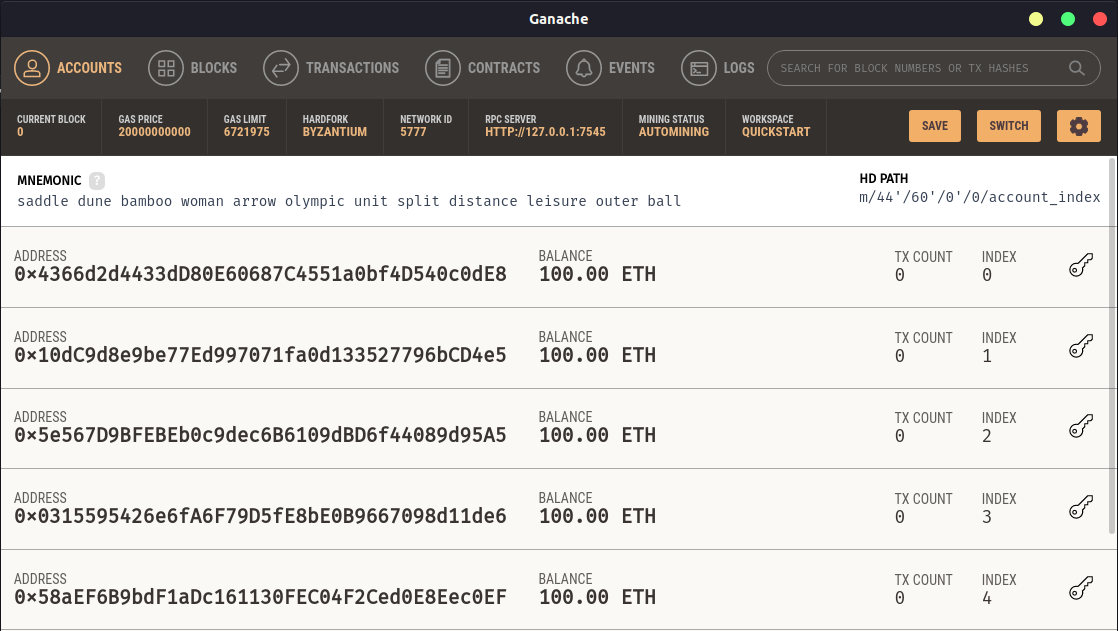 Ganache
ACCOUNTS BLOCKS TRANSACTIONS CONTRACTS EVENTS LOGS SEARCH FOR BLOCK NUMBERS OR TX HASHES
CURRENT BLOCK GAS PRICE GAS LIMIT HARDFORK NETWORK ID RPC SERVER MINING STATUS WORKSPACE
0 20000000000 6721975 BYZANTIUM 5777 HTTP://127.0.0.1:7545 AUTOMINING QUICKSTART SAVE SWITCH
MNEMONIC ? HD PATH
saddle dune bamboo woman arrow olympic unit split distance leisure outer ball m/44'/60'/0'/0/account_index
ADDRESS BALANCE TX COUNT INDEX
0×4366d2d4433dD80E60687C4551a0bf4D540c0dE8 100.00 ETH 0 0
ADDRESS BALANCE TX COUNT INDEX
0×10dC9d8e9be77Ed997071fa0d133527796bCD4e5 100.00 ETH 0 1
ADDRESS BALANCE TX COUNT INDEX
0×5e567D9BFEBEb0c9dec6B6109dBD6f44089d95A5 100.00 ETH 0 2
ADDRESS BALANCE TX COUNT INDEX
0×0315595426e6fA6F79D5fE8bE0B9667098d11de6 100.00 ETH 0 3
ADDRESS BALANCE TX COUNT INDEX
0×58aEF6B9bdF1aDc161130FEC04F2Ced0E8Eec0EF 100.00 ETH 0 4